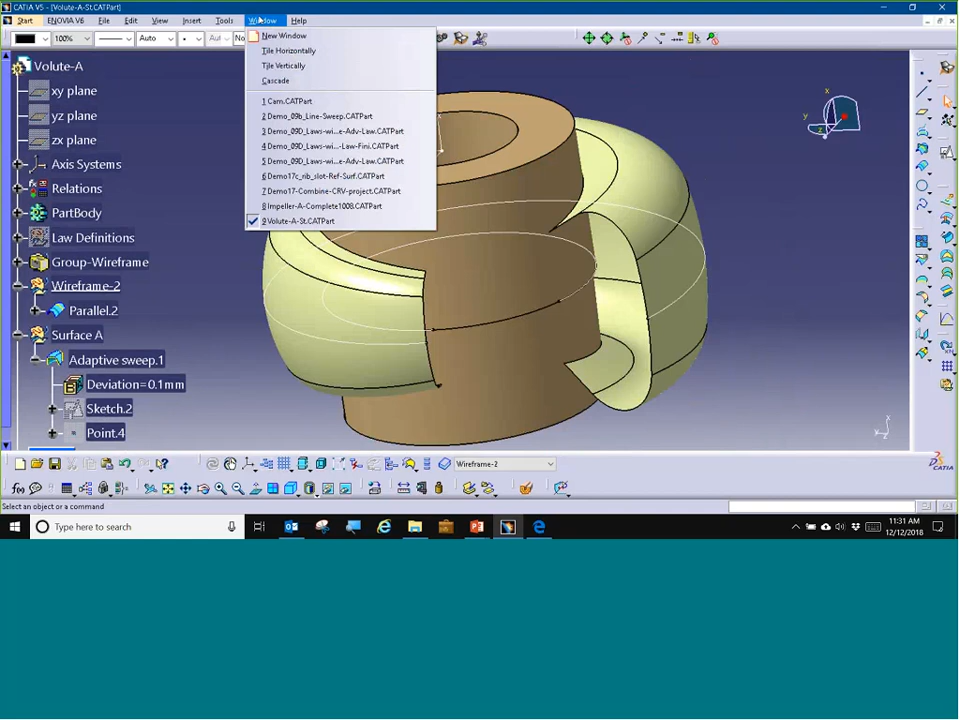 CATIA V5 - [Volute-A-St.CATPart]
Start ENOVIA V6 File Edit View Insert Tools Window Help
100% Auto Aut No
New Window
Tile Horizontally
Tile Vertically
Cascade
1 Cam.CATPart
2 Demo_09b_Line-Sweep.CATPart
3 Demo_09D_Laws-wi...e-Adv-Law.CATPart
4 Demo_09D_Laws-wi...-Law-Fini.CATPart
5 Demo_09D_Laws-wi...e-Adv-Law.CATPart
6 Demo17c_rib_slot-Ref-Surf.CATPart
7 Demo17-Combine-CRV-project.CATPart
8 Impeller-A-Complete1008.CATPart
9 Volute-A-St.CATPart
Volute-A
xy plane
yz plane
zx plane
Axis Systems
Relations
PartBody
Law Definitions
Group-Wireframe
Wireframe-2
Parallel.2
Surface A
Adaptive sweep.1
Deviation=0.1mm
Sketch.2
Point.4
x
y
z
x
y z
Wireframe-2
CATIA
f(x)
Select an object or a command
Type here to search
11:31 AM
12/12/2018